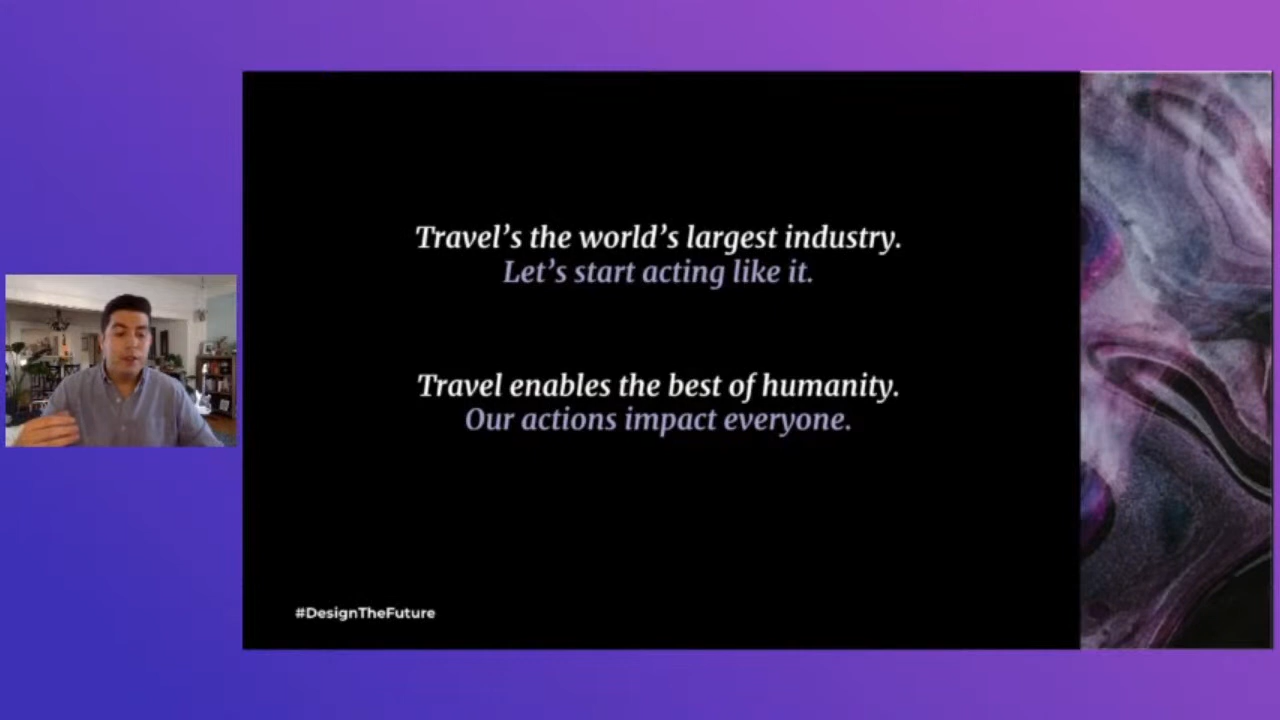 Travel’s the world’s largest industry.
Let’s start acting like it.
Travel enables the best of humanity.
Our actions impact everyone.
#DesignTheFuture